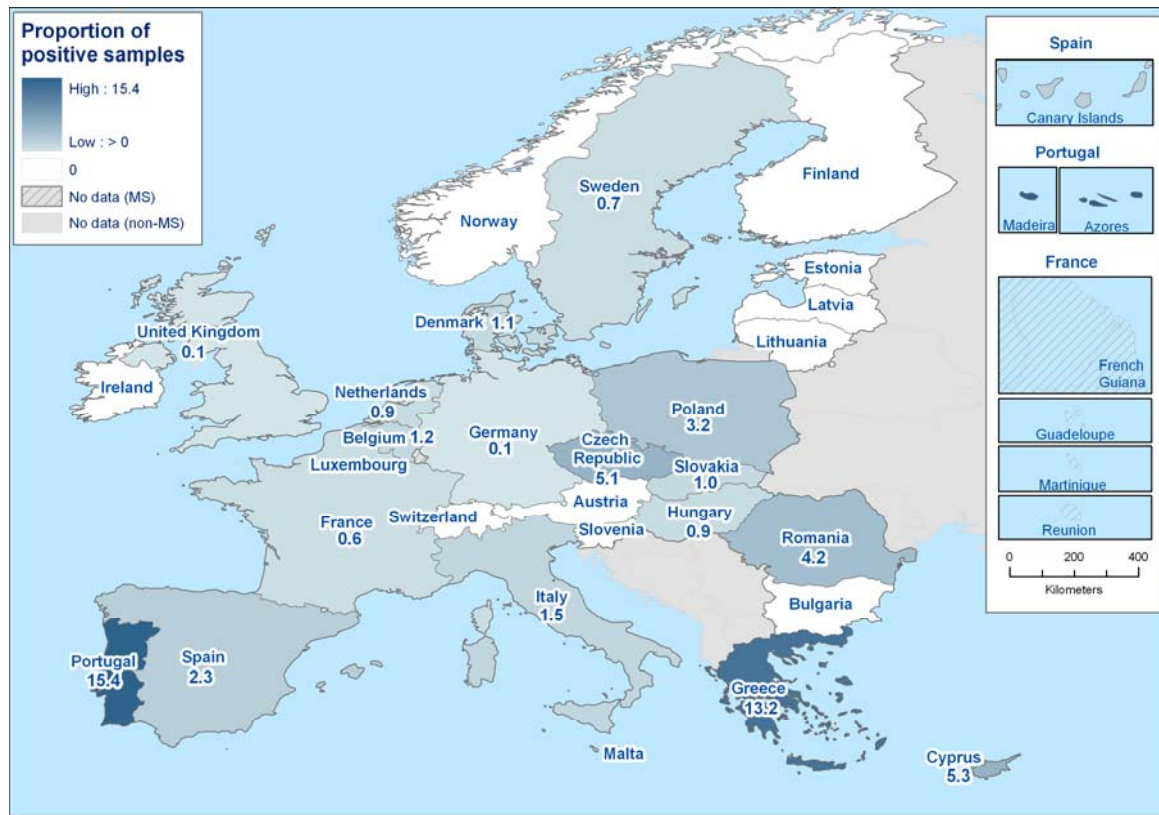 Proportion of
positive samples
High : 15.4
Low : > 0
0
No data (MS)
No data (non-MS)
Norway
Sweden
0.7
Finland
Estonia
Latvia
Lithuania
Denmark 1.1
United Kingdom
0.1
Ireland
Netherlands
0.9
Belgium 1.2
Luxembourg
Germany
0.1
Poland
3.2
Czech
Republic
5.1
Slovakia
1.0
Austria
Hungary
0.9
Switzerland
Slovenia
France
0.6
Romania
4.2
Italy
1.5
Bulgaria
Portugal
15.4
Spain
2.3
Greece
13.2
Malta
Cyprus
5.3
Spain
Canary Islands
Portugal
Madeira
Azores
France
French
Guiana
Guadeloupe
Martinique
Reunion
0 200 400
Kilometers